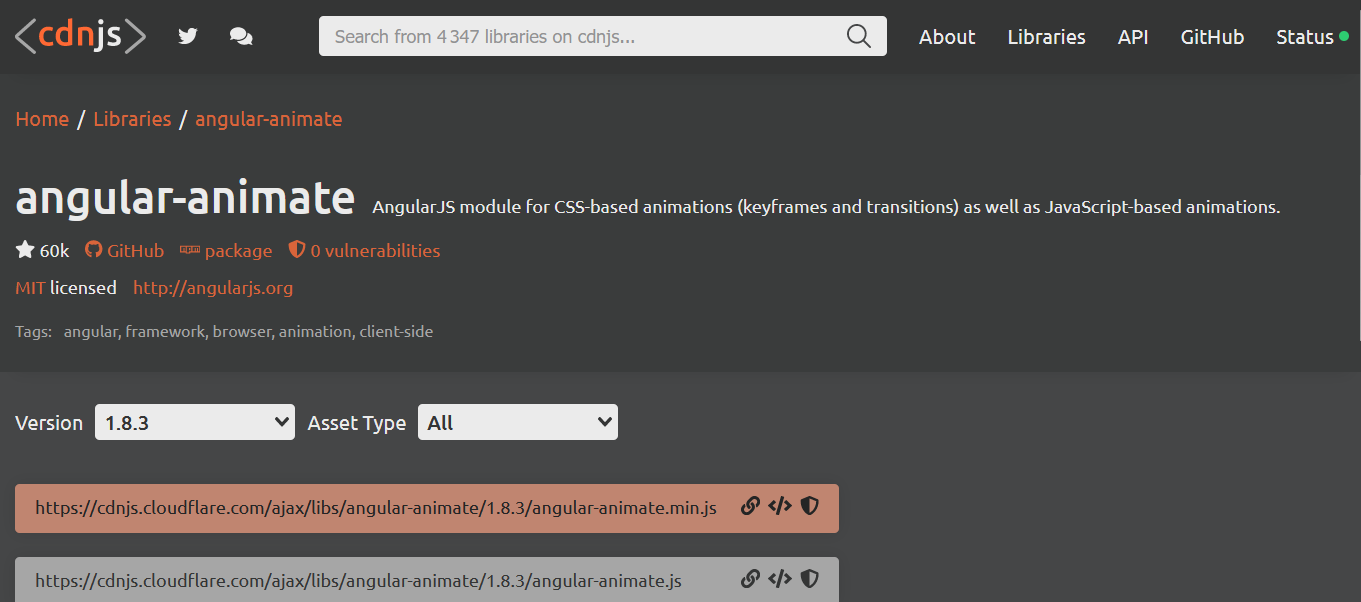 <cdnjs>
Search from 4 347 libraries on cdnjs...
About
Libraries
API
GitHub
Status
Home / Libraries / angular-animate
angular-animate AngularJS module for CSS-based animations (keyframes and transitions) as well as JavaScript-based animations.
60k GitHub npm package 0 vulnerabilities
MIT licensed http://angularjs.org
Tags: angular, framework, browser, animation, client-side
Version 1.8.3 Asset Type All
https://cdnjs.cloudflare.com/ajax/libs/angular-animate/1.8.3/angular-animate.min.js
https://cdnjs.cloudflare.com/ajax/libs/angular-animate/1.8.3/angular-animate.js